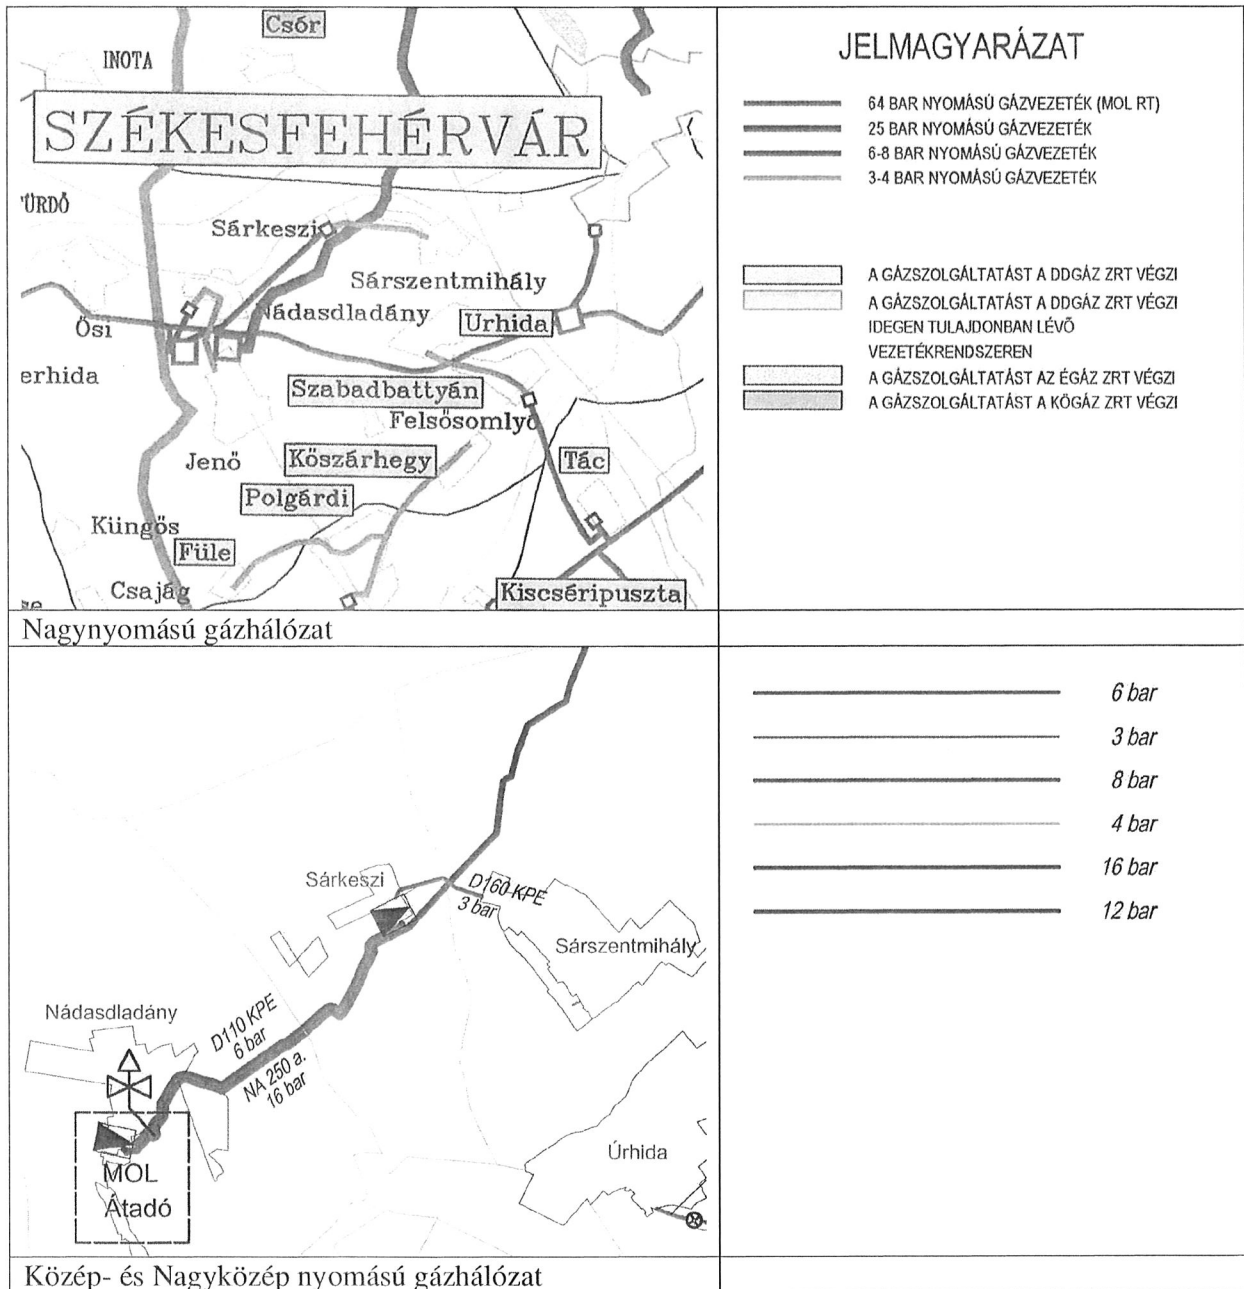 Csór
INOTA
SZÉKESFEHÉRVÁR
ÜRDŐ
Sárkeszi
Sárszentmihály
Nádasdladány
Urhida
Ősi
erhida
Szabadbattyán
Felsősomlyó
Jenő
Kőszárhegy
Tác
Polgárdi
Küngös
Füle
Csajág
Kiscséripuszta
se
JELMAGYARÁZAT
64 BAR NYOMÁSÚ GÁZVEZETÉK (MOL RT)
25 BAR NYOMÁSÚ GÁZVEZETÉK
6-8 BAR NYOMÁSÚ GÁZVEZETÉK
3-4 BAR NYOMÁSÚ GÁZVEZETÉK
A GÁZSZOLGÁLTATÁST A DDGÁZ ZRT VÉGZI
A GÁZSZOLGÁLTATÁST A DDGÁZ ZRT VÉGZI
IDEGEN TULAJDONBAN LÉVŐ
VEZETÉKRENDSZEREN
A GÁZSZOLGÁLTATÁST AZ ÉGÁZ ZRT VÉGZI
A GÁZSZOLGÁLTATÁST A KÖGÁZ ZRT VÉGZI
Nagynyomású gázhálózat
Sárkeszi
D160 KPE
3 bar
Sárszentmihály
Nádasdladány
D110 KPE
6 bar
NA 250 a.
16 bar
Úrhida
MOL
Átadó
6 bar
3 bar
8 bar
4 bar
16 bar
12 bar
Közép- és Nagyközép nyomású gázhálózat